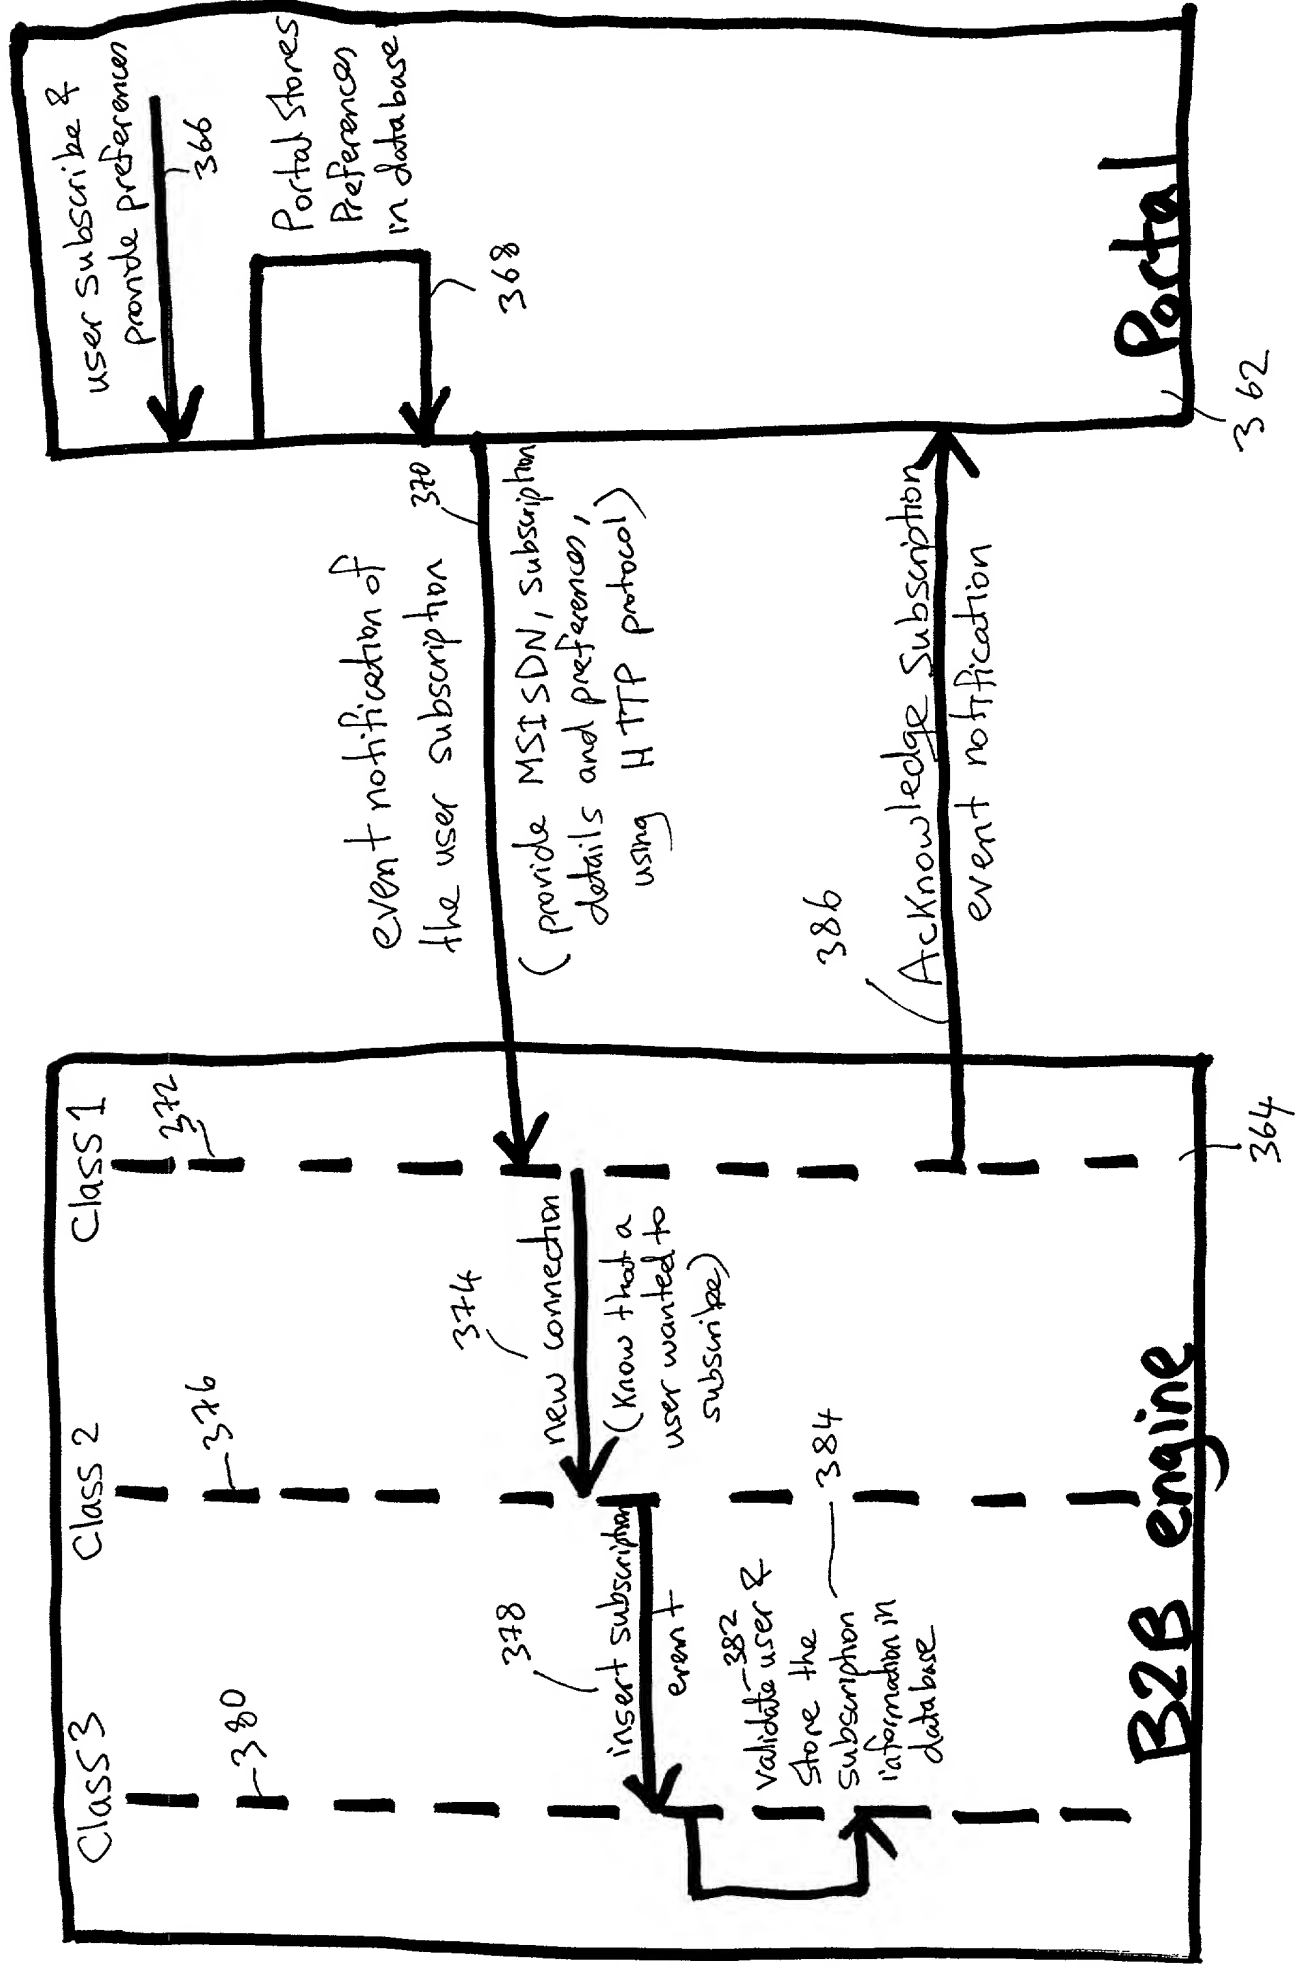 Class 3
380
Class 2
376
Class 1
372
378
insert subscription
event
382
validate user &
Store the
subscription
information in
database
384
374
new connection
(Know that a
user wanted to
subscribe)
B2B engine
364
event notification of
the user subscription
370
(provide MSISDN, subscription
details and preferences,
using HTTP protocol)
386
Acknowledge Subscription
event notification
user subscribe &
provide preferences
366
Portal Stores
Preferences
in database
368
Portal
362